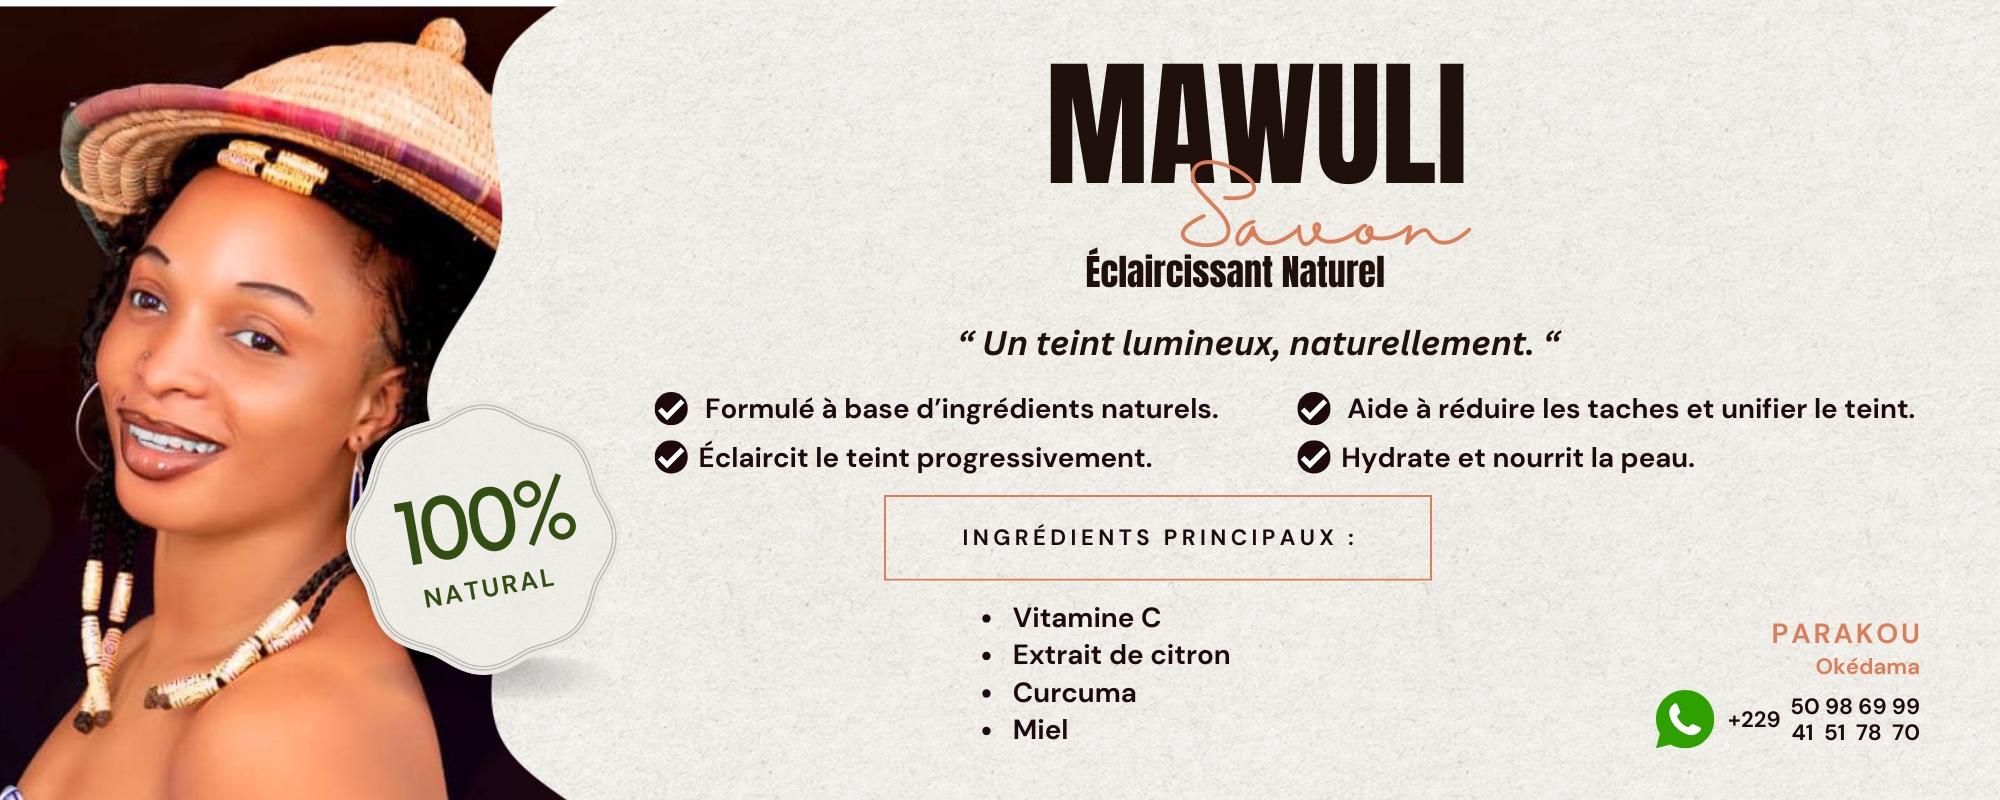 MAWULI
Savon
Éclaircissant Naturel
“ Un teint lumineux, naturellement. “
Formulé à base d’ingrédients naturels.
Aide à réduire les taches et unifier le teint.
Éclaircit le teint progressivement.
Hydrate et nourrit la peau.
100%
NATURAL
INGRÉDIENTS PRINCIPAUX :
• Vitamine C
• Extrait de citron
• Curcuma
• Miel
PARAKOU
Okédama
+229 50 98 69 99
41 51 78 70